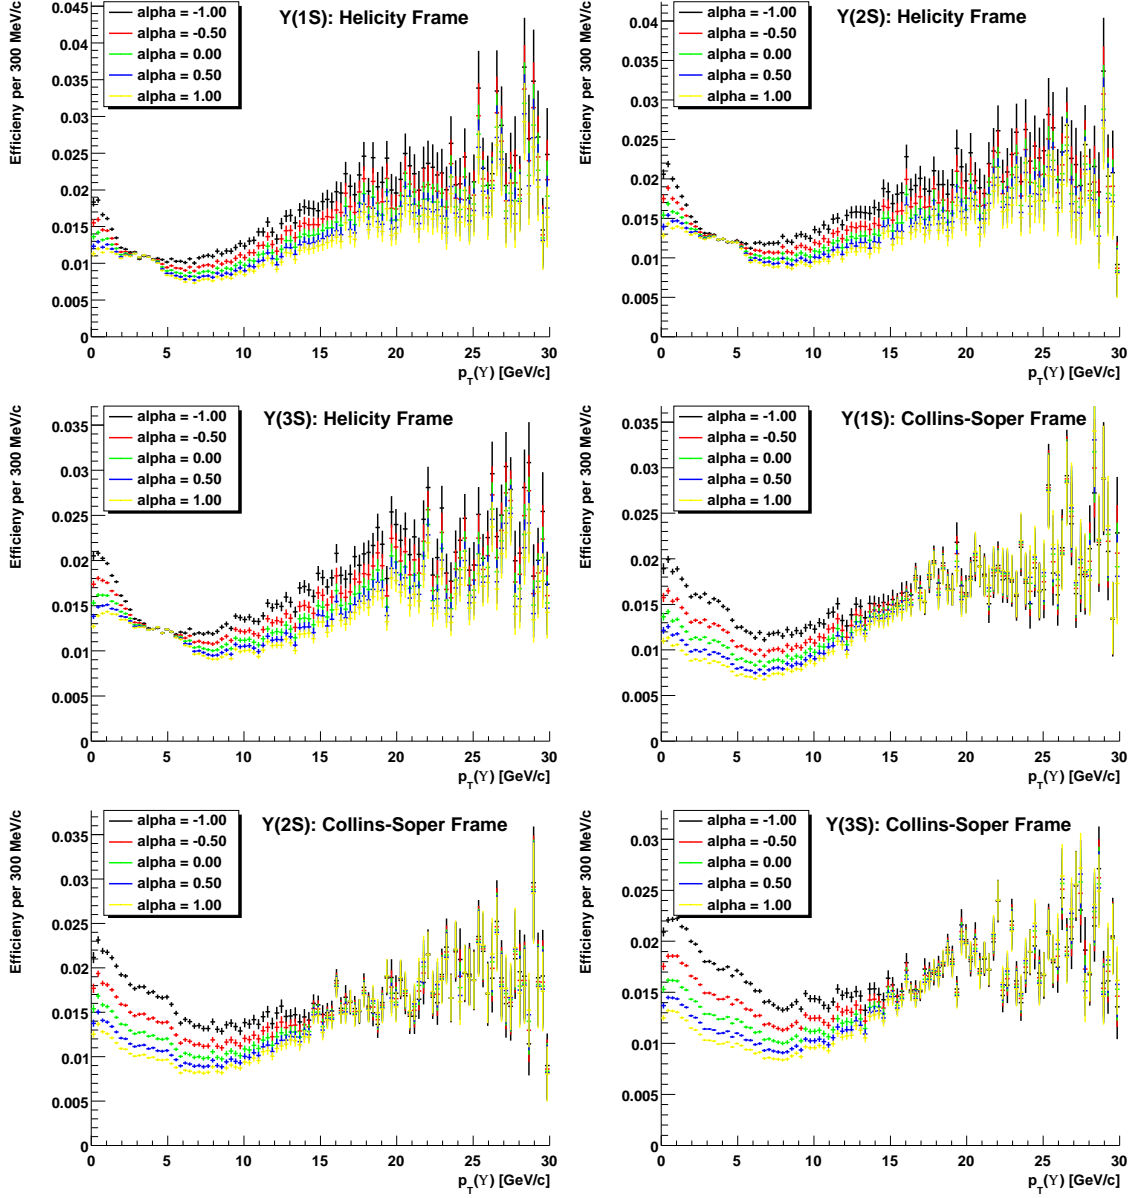 Efficieny per 300 MeV/c
Y(1S): Helicity Frame
alpha = -1.00
alpha = -0.50
alpha = 0.00
alpha = 0.50
alpha = 1.00
0.045
0.04
0.035
0.03
0.025
0.02
0.015
0.01
0.005
0
0 5 10 15 20 25 30
p_T(Υ) [GeV/c]
Efficieny per 300 MeV/c
Y(2S): Helicity Frame
alpha = -1.00
alpha = -0.50
alpha = 0.00
alpha = 0.50
alpha = 1.00
0.04
0.035
0.03
0.025
0.02
0.015
0.01
0.005
0
0 5 10 15 20 25 30
p_T(Υ) [GeV/c]
Efficieny per 300 MeV/c
Y(3S): Helicity Frame
alpha = -1.00
alpha = -0.50
alpha = 0.00
alpha = 0.50
alpha = 1.00
0.035
0.03
0.025
0.02
0.015
0.01
0.005
0
0 5 10 15 20 25 30
p_T(Υ) [GeV/c]
Efficieny per 300 MeV/c
Y(1S): Collins-Soper Frame
alpha = -1.00
alpha = -0.50
alpha = 0.00
alpha = 0.50
alpha = 1.00
0.035
0.03
0.025
0.02
0.015
0.01
0.005
0
0 5 10 15 20 25 30
p_T(Υ) [GeV/c]
Efficieny per 300 MeV/c
Y(2S): Collins-Soper Frame
alpha = -1.00
alpha = -0.50
alpha = 0.00
alpha = 0.50
alpha = 1.00
0.035
0.03
0.025
0.02
0.015
0.01
0.005
0
0 5 10 15 20 25 30
p_T(Υ) [GeV/c]
Efficieny per 300 MeV/c
Y(3S): Collins-Soper Frame
alpha = -1.00
alpha = -0.50
alpha = 0.00
alpha = 0.50
alpha = 1.00
0.03
0.025
0.02
0.015
0.01
0.005
0
0 5 10 15 20 25 30
p_T(Υ) [GeV/c]